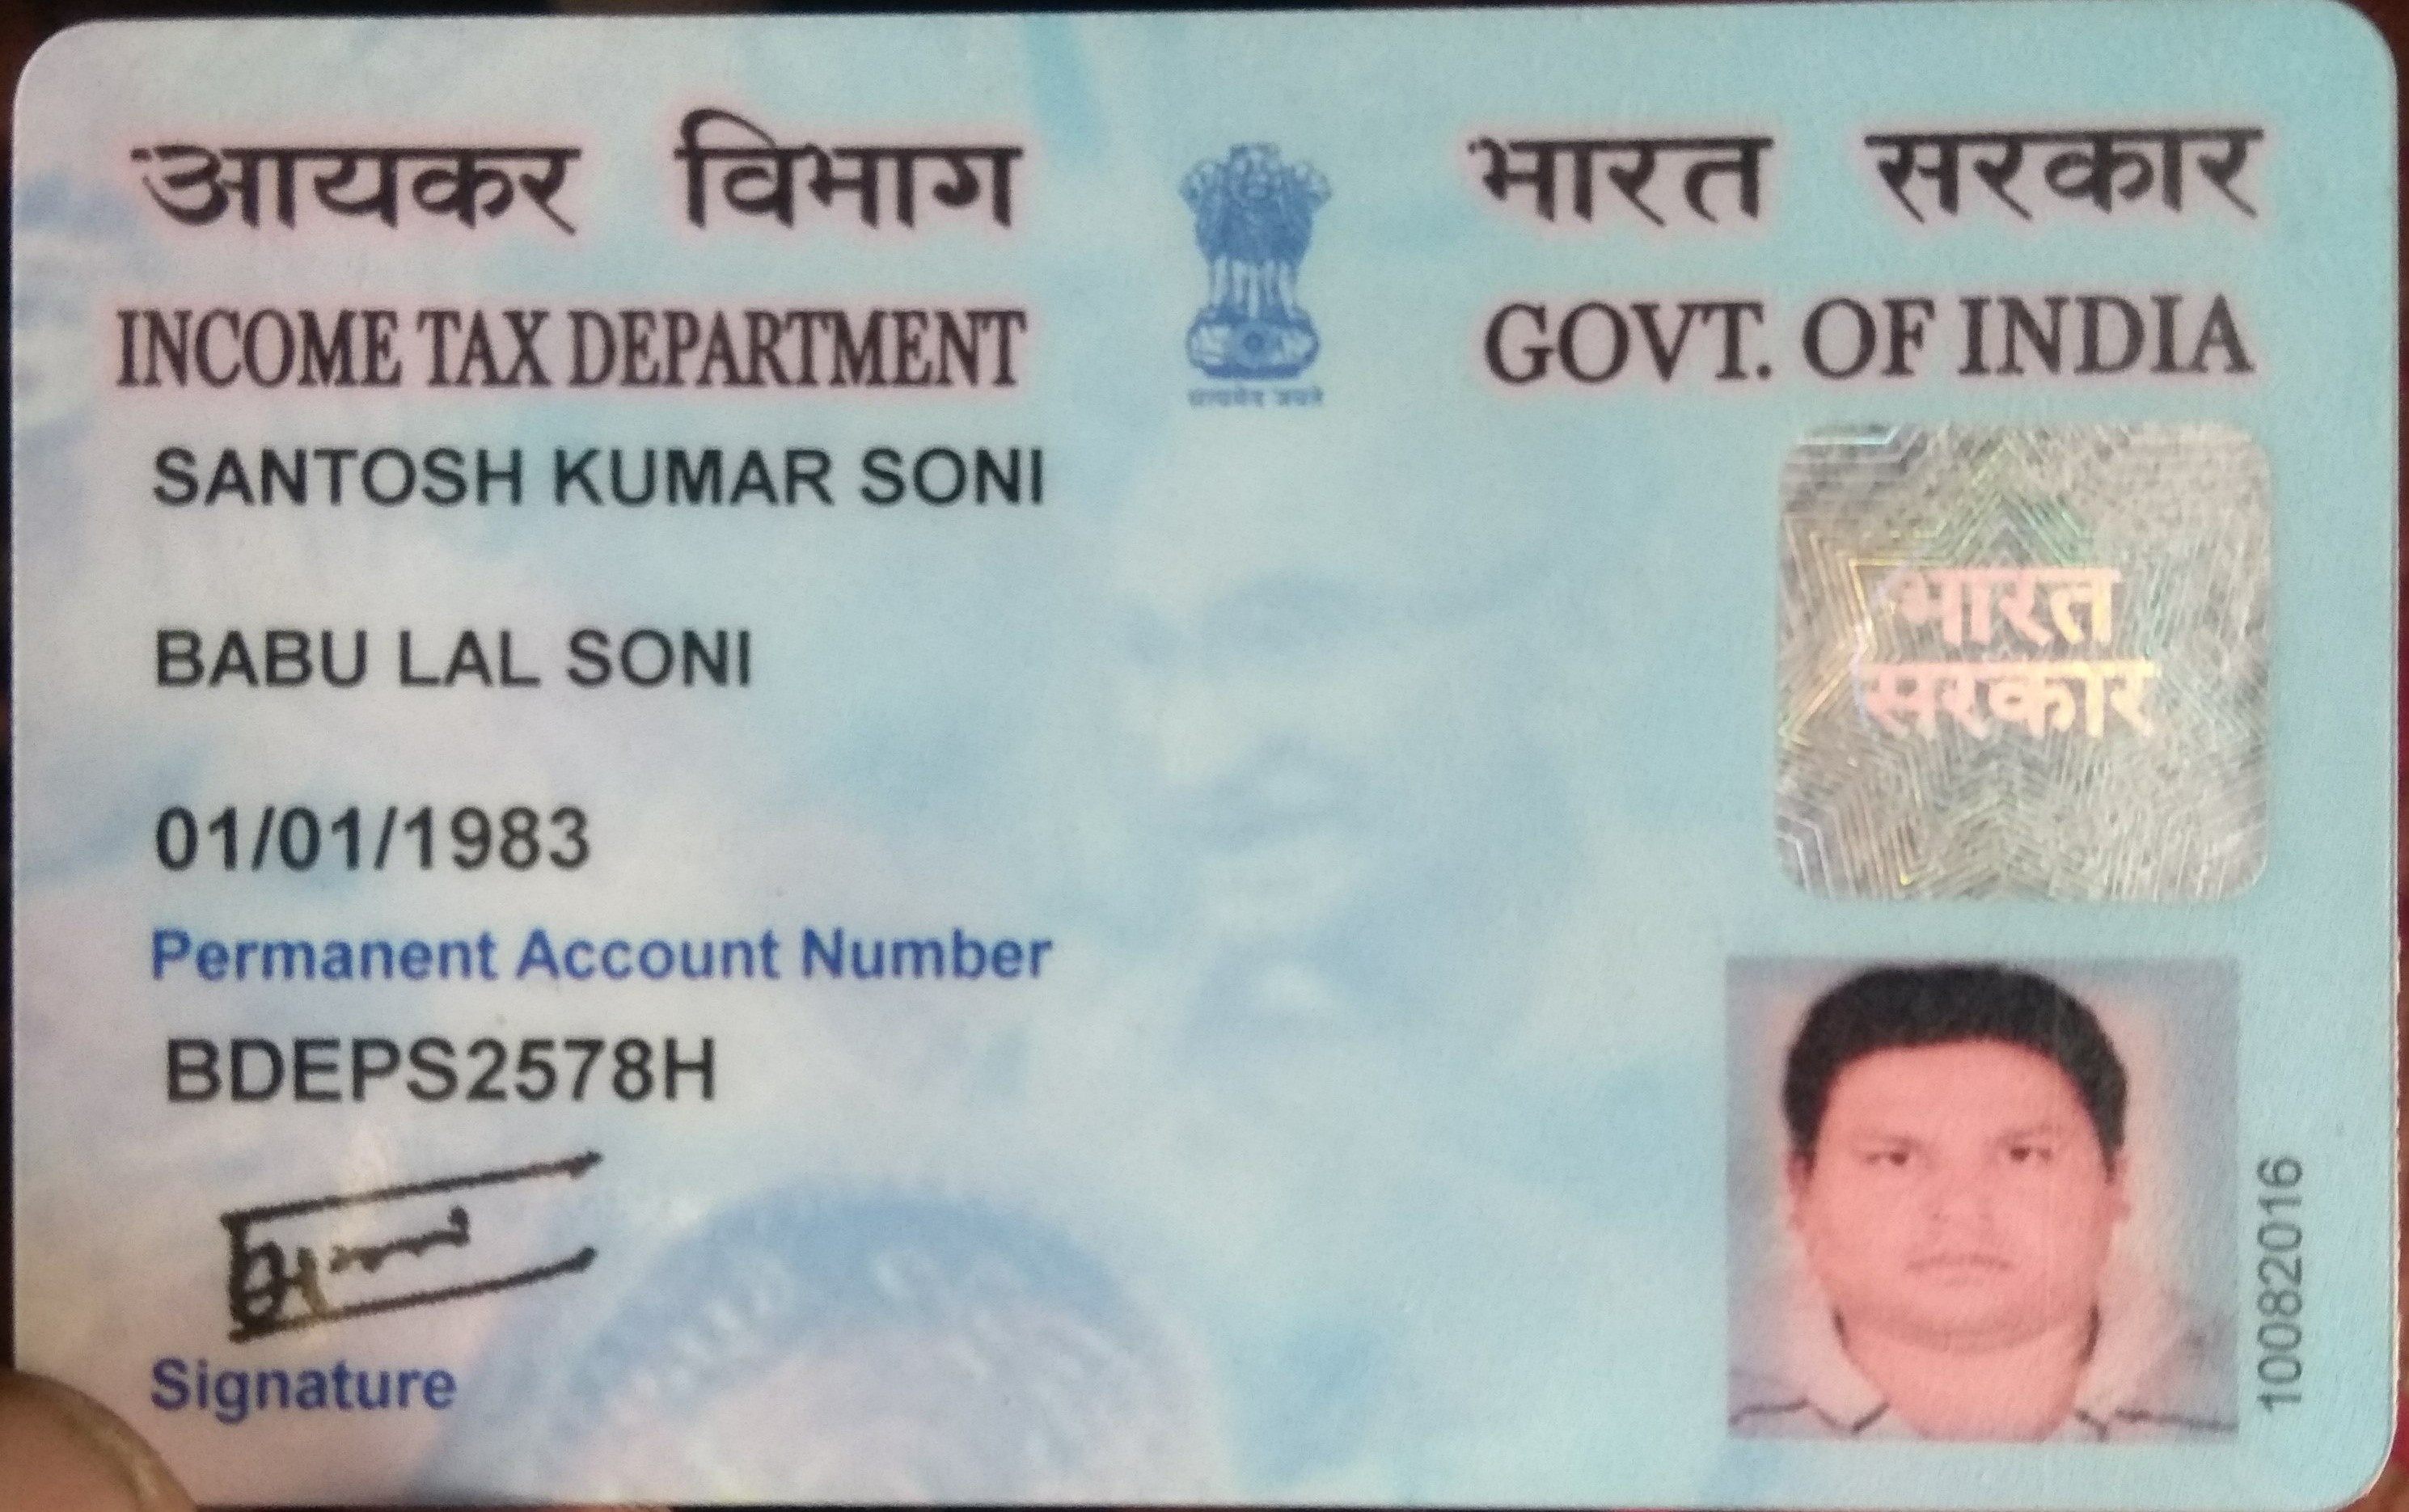 आयकर विभाग
INCOME TAX DEPARTMENT
सत्यमेव जयते
भारत सरकार
GOVT. OF INDIA
SANTOSH KUMAR SONI
BABU LAL SONI
01/01/1983
Permanent Account Number
BDEPS2578H
Signature
भारत
सरकार
10082016